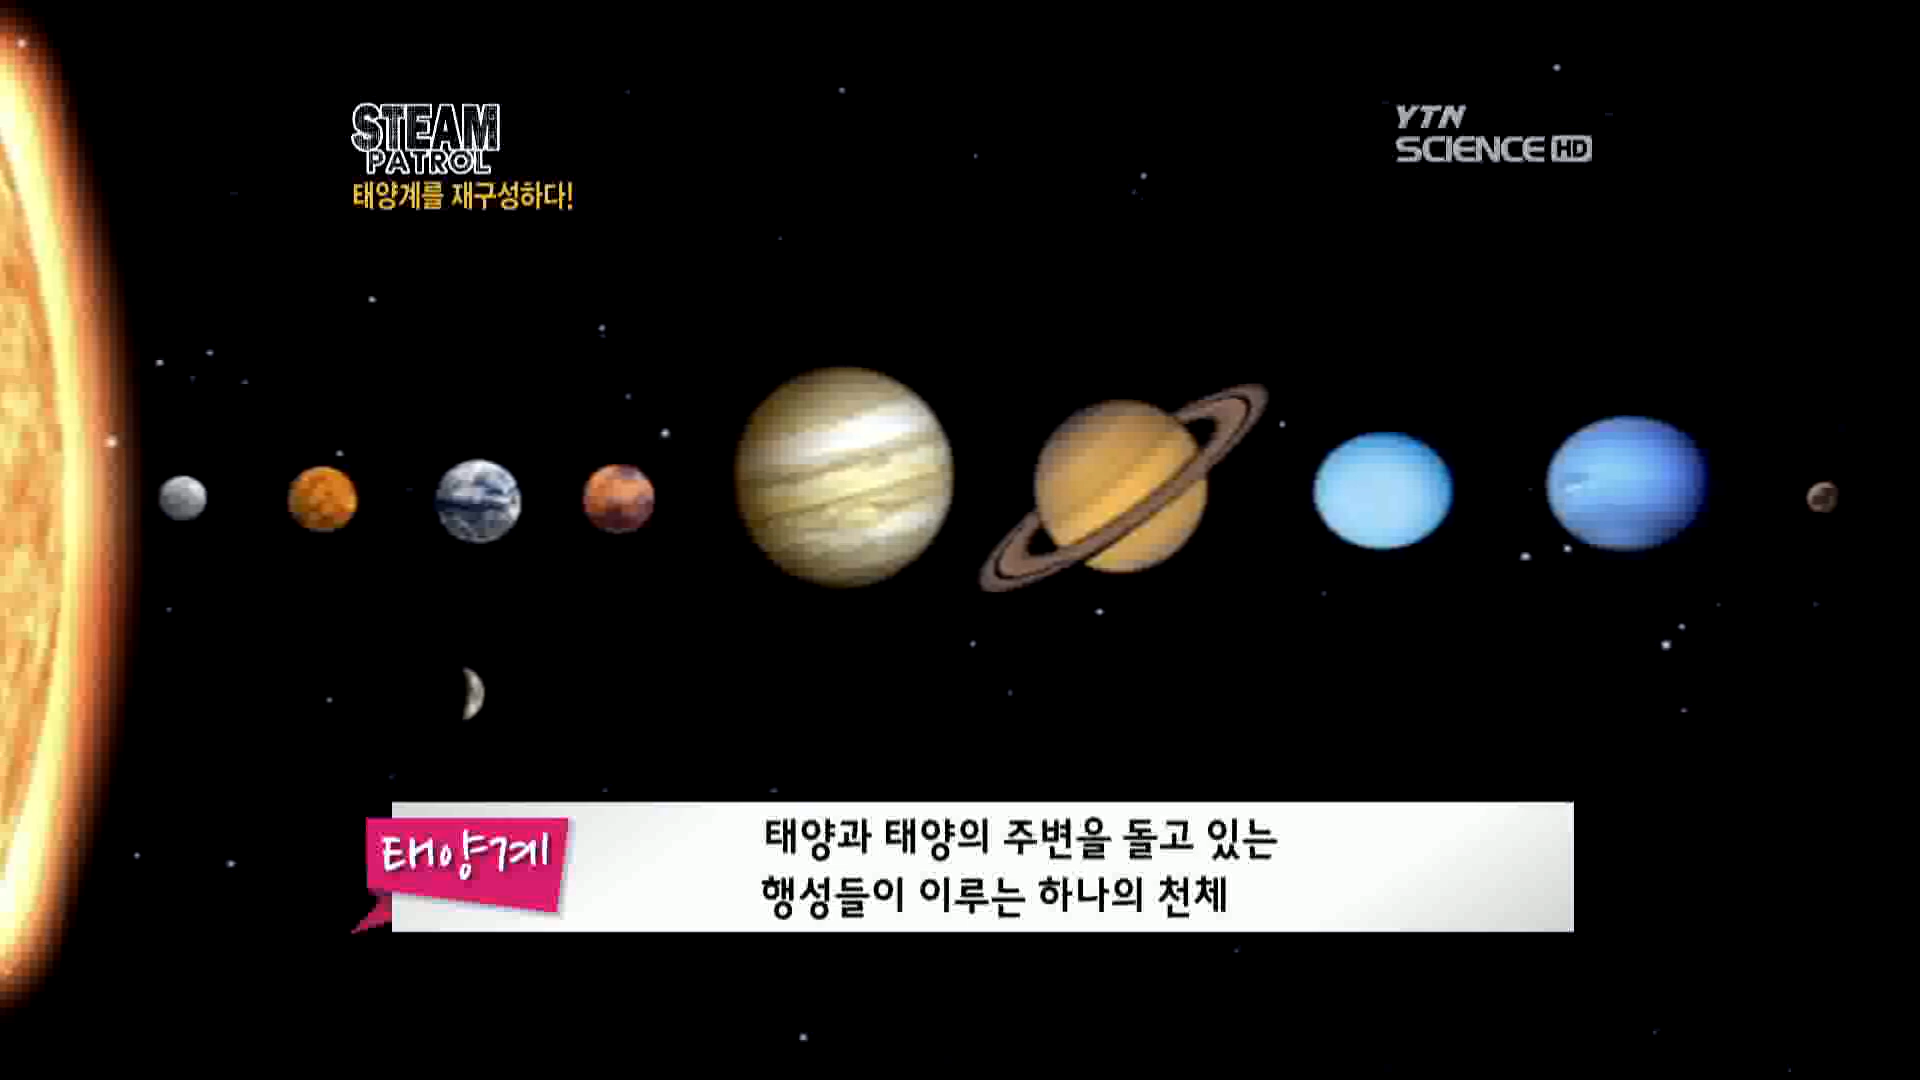 STEAM
PATROL
태양계를 재구성하다!
YTN
SCIENCE HD
태양계
태양과 태양의 주변을 돌고 있는
행성들이 이루는 하나의 천체